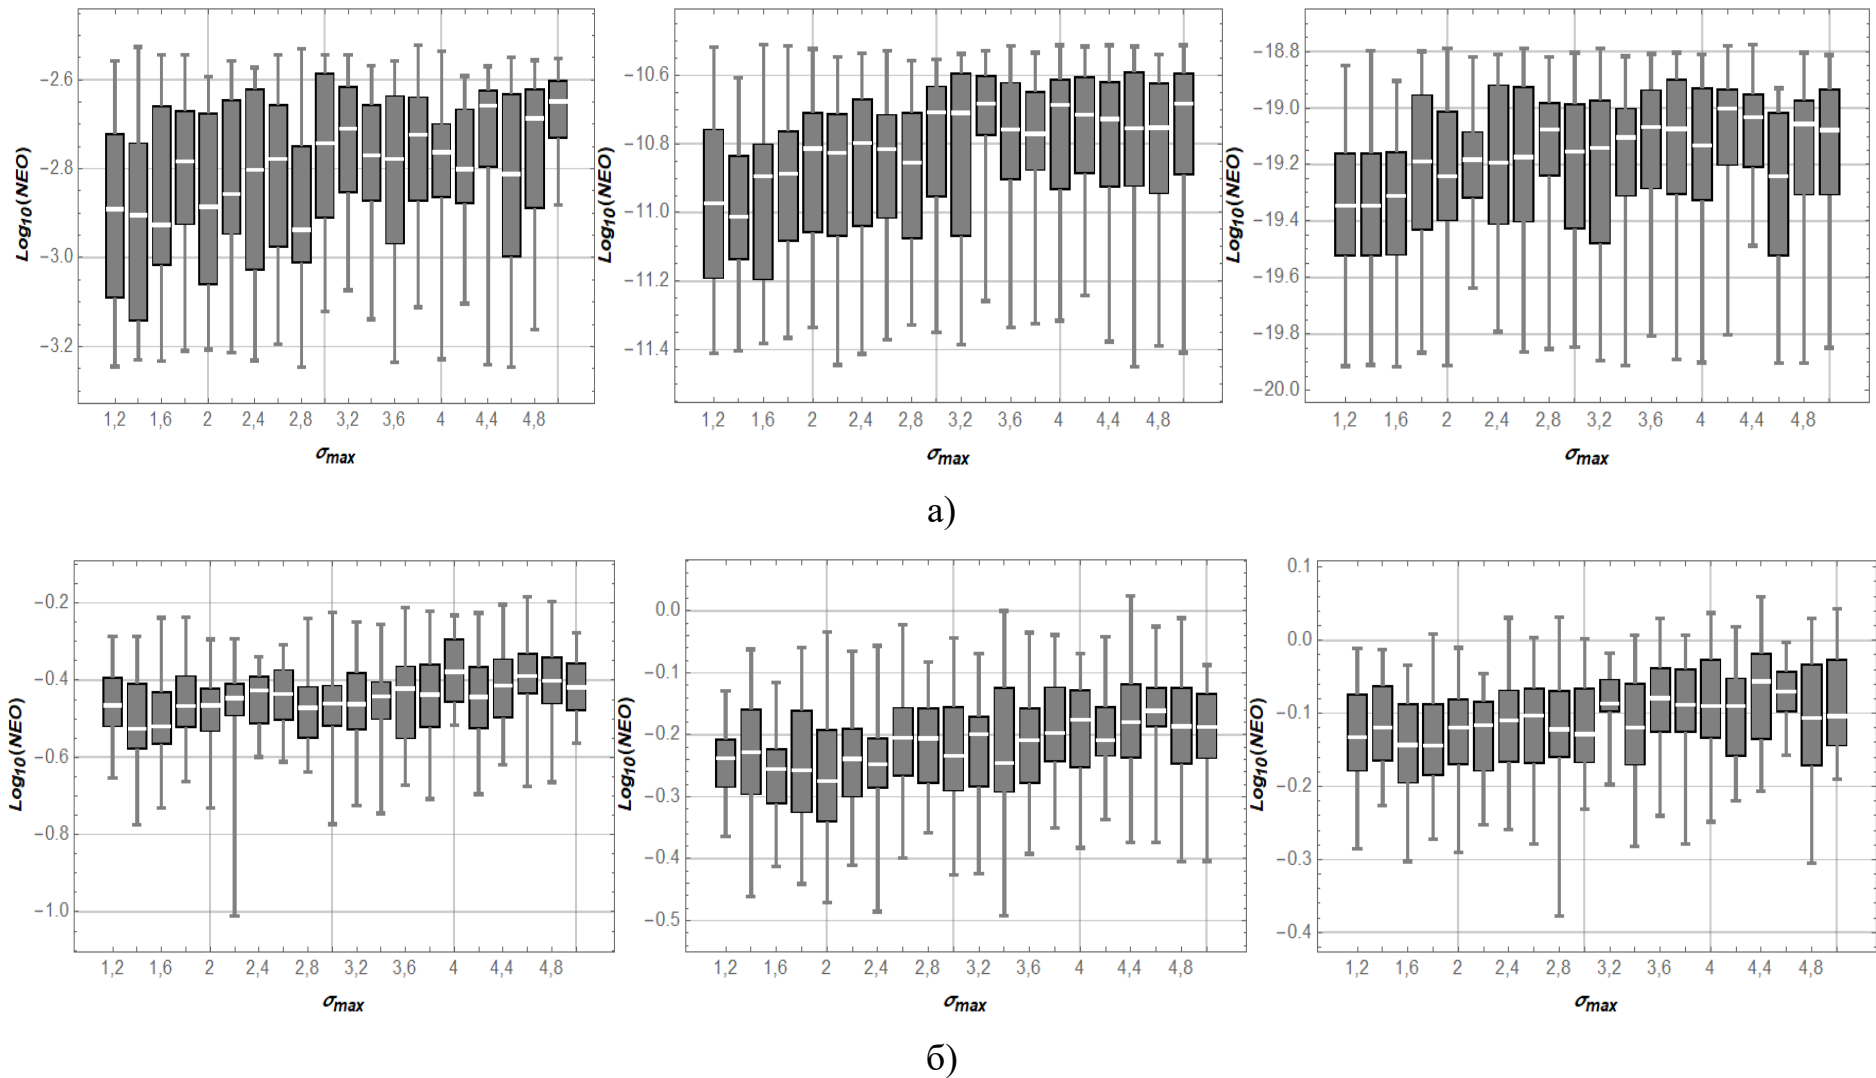 −2.6
−2.8
−3.0
−3.2
Log10(NEO)
1,2 1,6 2 2,4 2,8 3,2 3,6 4 4,4 4,8
σmax
−10.6
−10.8
−11.0
−11.2
−11.4
Log10(NEO)
1,2 1,6 2 2,4 2,8 3,2 3,6 4 4,4 4,8
σmax
−18.8
−19.0
−19.2
−19.4
−19.6
−19.8
−20.0
Log10(NEO)
1,2 1,6 2 2,4 2,8 3,2 3,6 4 4,4 4,8
σmax
а)
−0.2
−0.4
−0.6
−0.8
−1.0
Log10(NEO)
1,2 1,6 2 2,4 2,8 3,2 3,6 4 4,4 4,8
σmax
0.0
−0.1
−0.2
−0.3
−0.4
−0.5
Log10(NEO)
1,2 1,6 2 2,4 2,8 3,2 3,6 4 4,4 4,8
σmax
0.1
0.0
−0.1
−0.2
−0.3
−0.4
Log10(NEO)
1,2 1,6 2 2,4 2,8 3,2 3,6 4 4,4 4,8
σmax
б)